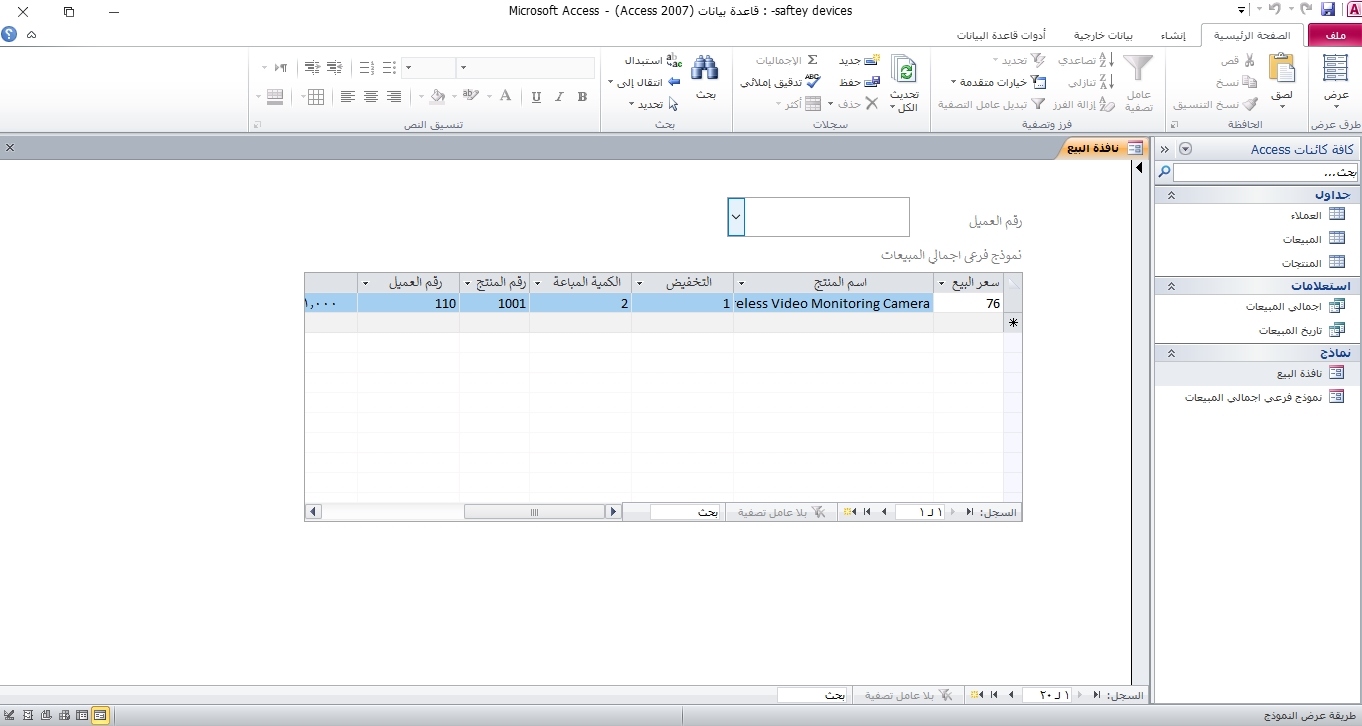 saftey devices- : قاعدة بيانات (Access 2007) - Microsoft Access
ملف
الصفحة الرئيسية
إنشاء
بيانات خارجية
أدوات قاعدة البيانات
عرض
طرق عرض
لصق
قص
نسخ
نسخ التنسيق
الحافظة
عامل تصفية
تصاعدي
تنازلي
إزالة الفرز
تحديد
خيارات متقدمة
تبديل عامل التصفية
فرز وتصفية
تحديث الكل
جديد
حفظ
حذف
الإجماليات
تدقيق إملائي
أكثر
سجلات
بحث
استبدال
انتقال إلى
تحديد
بحث
B I U A
تنسيق النص
كافة كائنات Access
بحث...
جداول
العملاء
المبيعات
المنتجات
استعلامات
اجمالي المبيعات
تاريخ المبيعات
نماذج
نافذة البيع
نموذج فرعي اجمالي المبيعات
نافذة البيع
رقم العميل
نموذج فرعي اجمالي المبيعات
سعر البيع اسم المنتج التخفيض الكمية المباعة رقم المنتج رقم العميل
76 reless Video Monitoring Camera 1 2 1001 110 ١,٠٠٠
السجل: ١ لـ ١ بلا عامل تصفية بحث
السجل: ١ لـ ٢٠ بلا عامل تصفية بحث
طريقة عرض النموذج